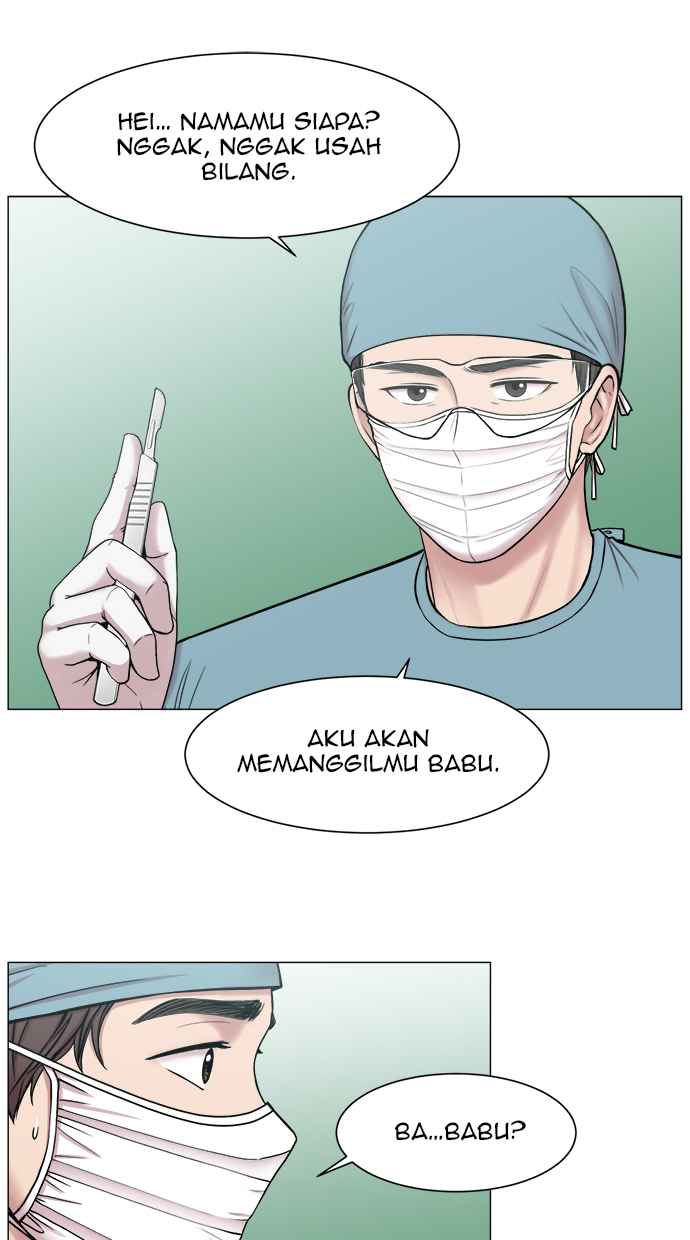 HEI... NAMAMU SIAPA?
NGGAK, NGGAK USAH
BILANG.
AKU AKAN
MEMANGGILMU BABU.
BA...BABU?